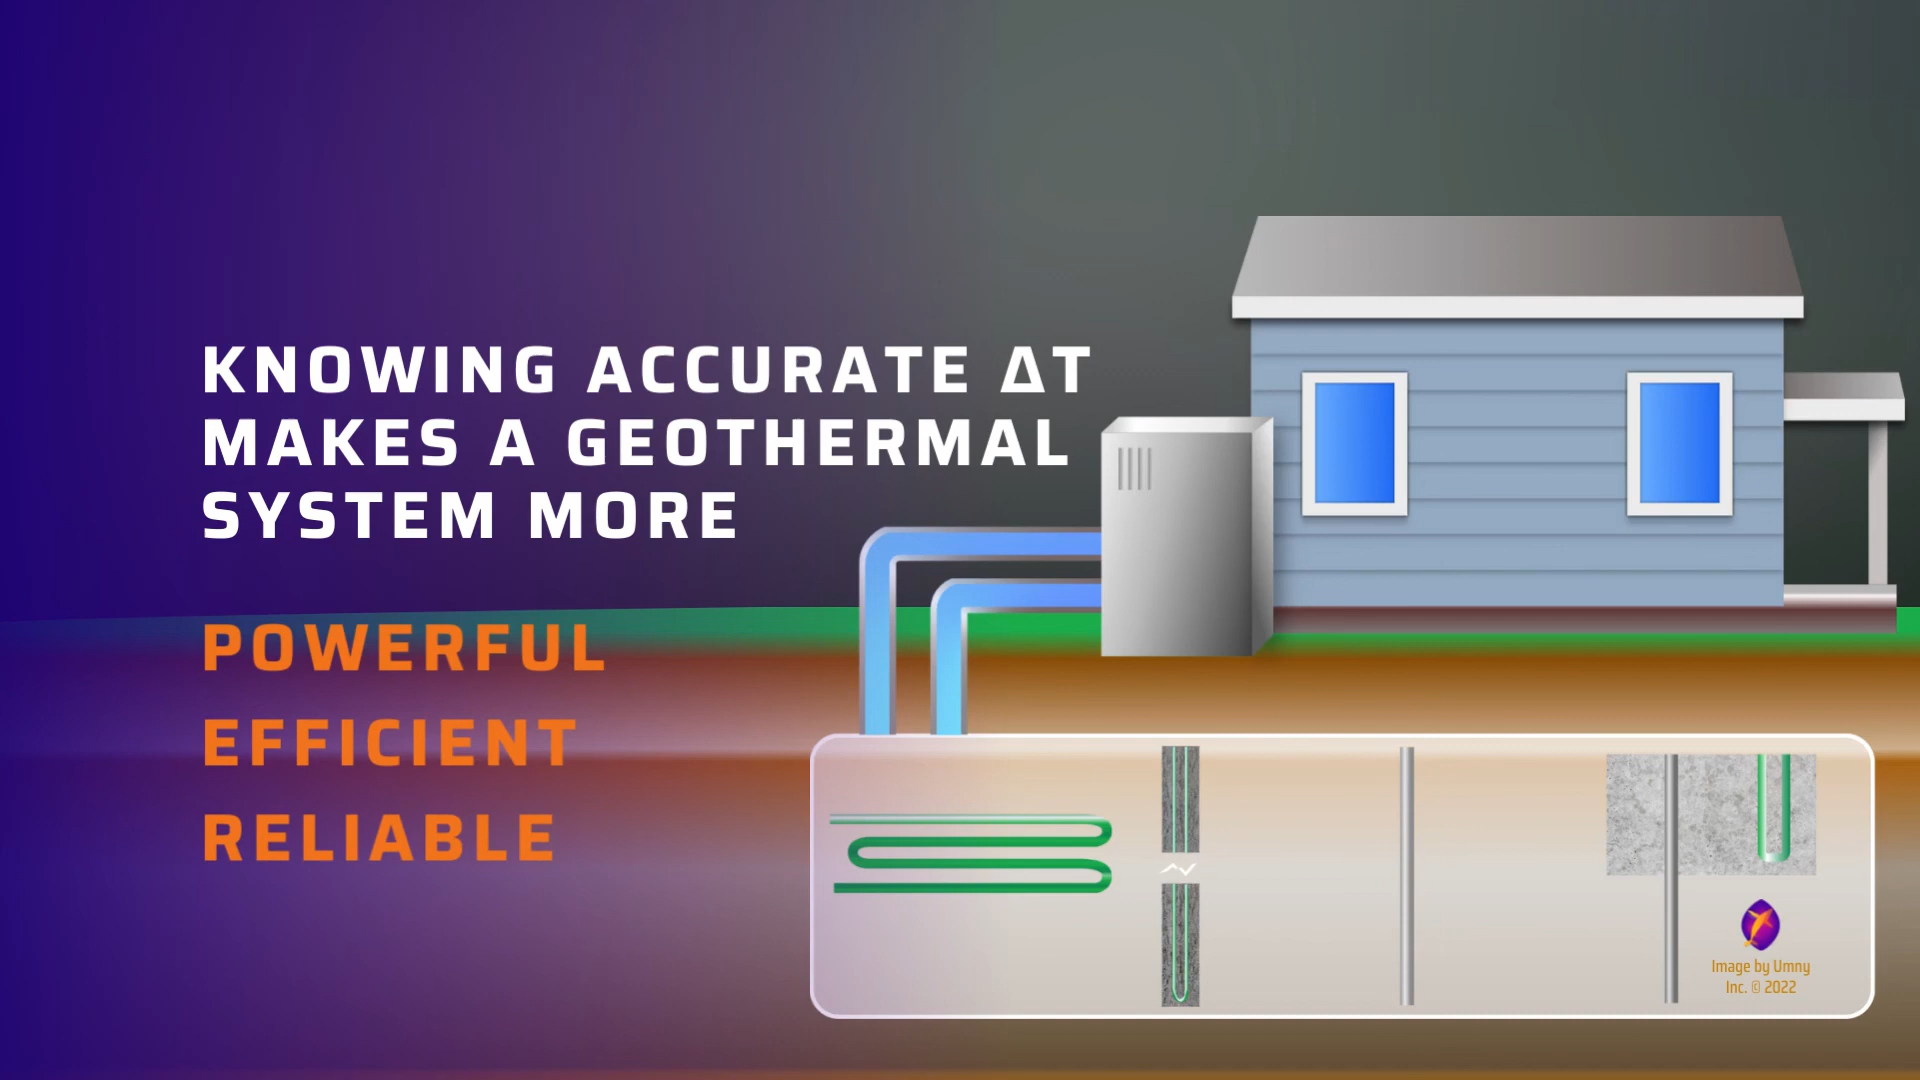 KNOWING ACCURATE ΔT
MAKES A GEOTHERMAL
SYSTEM MORE
POWERFUL
EFFICIENT
RELIABLE
Image by Umny
Inc. © 2022